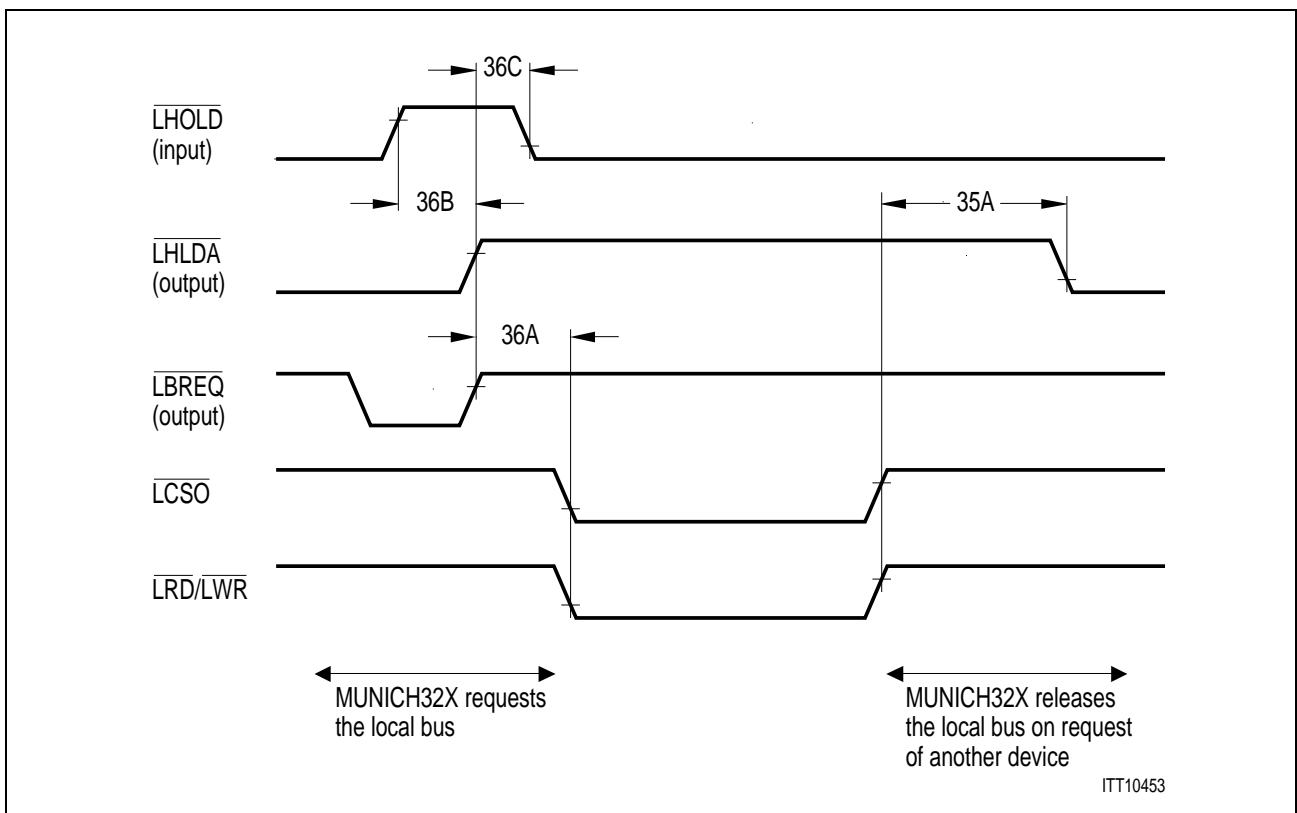 36C
LHOLD
(input)
36B
35A
LHLDA
(output)
36A
LBREQ
(output)
LCSO
LRD/LWR
MUNICH32X requests
the local bus
MUNICH32X releases
the local bus on request
of another device
ITT10453